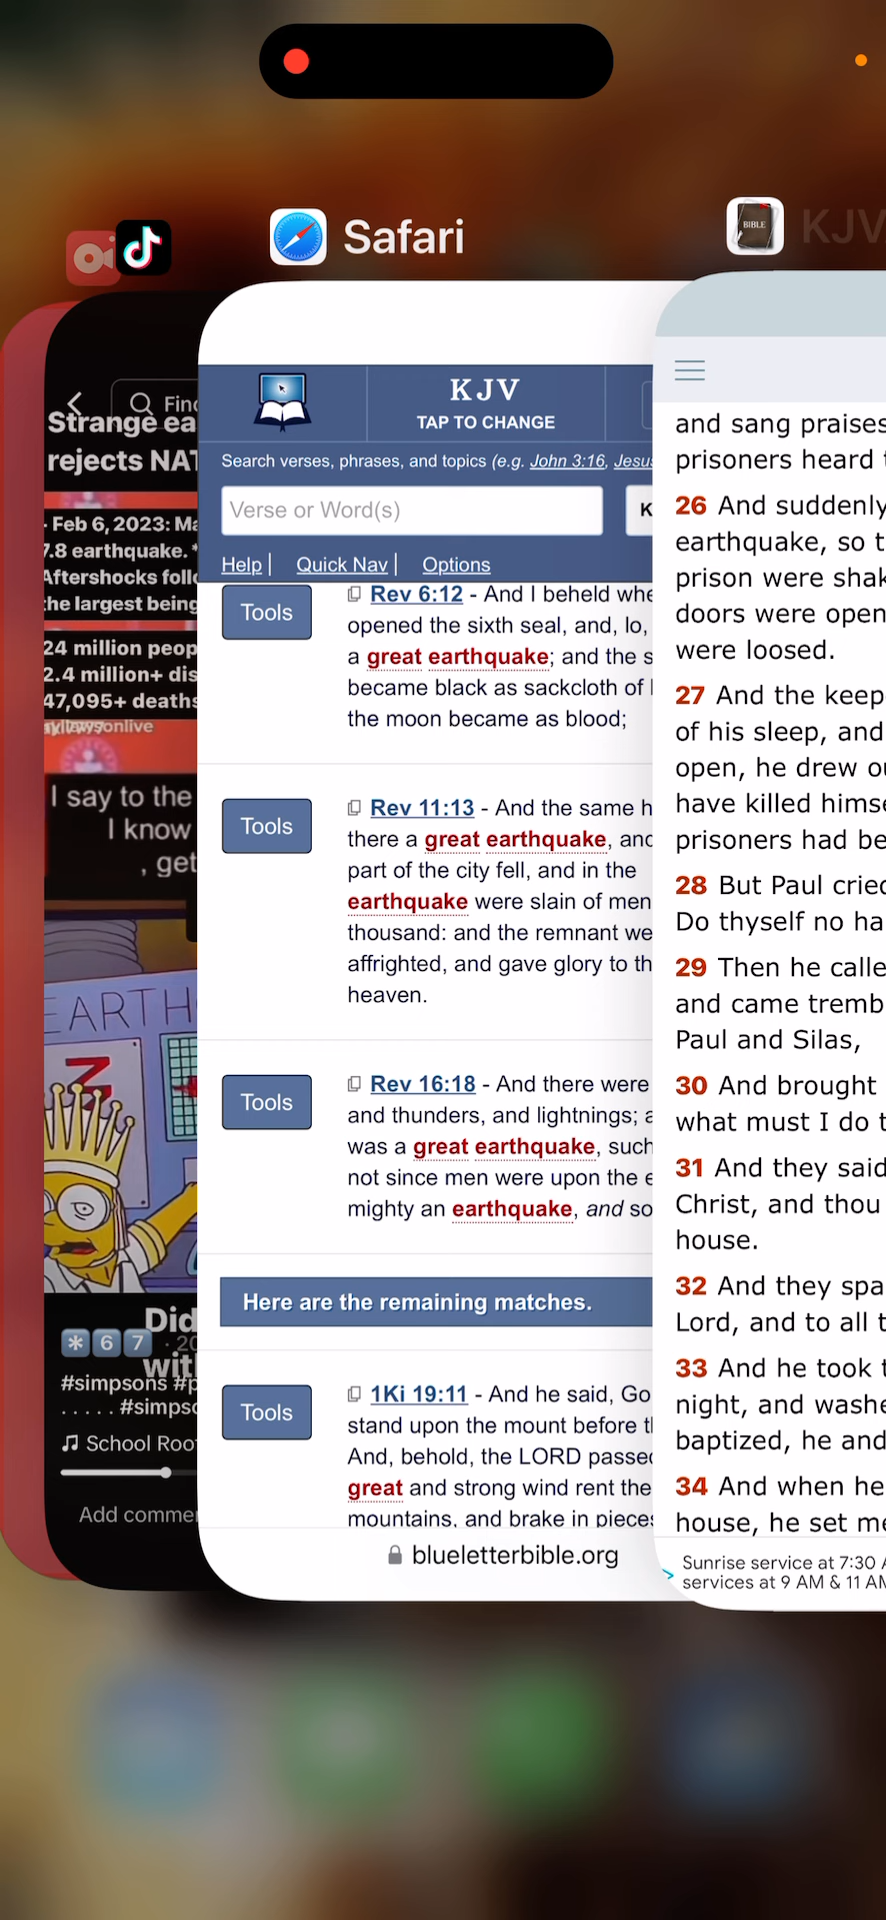 Safari
KJV
Find
Strange ea
rejects NAT
Feb 6, 2023: Ma
7.8 earthquake. *
Aftershocks foll
the largest being
24 million peop
2.4 million+ dis
47,095+ deaths
I say to the
I know
, get
EARTH
Did
* 6 7 · 20
with
#simpsons #p
. . . . . #simpso
School Roo
Add comme
KJV
TAP TO CHANGE
Search verses, phrases, and topics (e.g. John 3:16, Jesus
Verse or Word(s)
K
Help | Quick Nav | Options
Tools
Rev 6:12 - And I beheld whe
opened the sixth seal, and, lo,
a great earthquake; and the s
became black as sackcloth of
the moon became as blood;
Tools
Rev 11:13 - And the same h
there a great earthquake, and
part of the city fell, and in the
earthquake were slain of men
thousand: and the remnant we
affrighted, and gave glory to th
heaven.
Tools
Rev 16:18 - And there were
and thunders, and lightnings; a
was a great earthquake, such
not since men were upon the e
mighty an earthquake, and so
Here are the remaining matches.
Tools
1Ki 19:11 - And he said, Go
stand upon the mount before t
And, behold, the LORD passed
great and strong wind rent the
mountains, and brake in pieces
blueletterbible.org
BIBLE
and sang praises
prisoners heard t
26 And suddenly
earthquake, so t
prison were shak
doors were open
were loosed.
27 And the keep
of his sleep, and
open, he drew ou
have killed himse
prisoners had be
28 But Paul cried
Do thyself no ha
29 Then he calle
and came tremb
Paul and Silas,
30 And brought
what must I do t
31 And they said
Christ, and thou
house.
32 And they spa
Lord, and to all t
33 And he took t
night, and washe
baptized, he and
34 And when he
house, he set me
Sunrise service at 7:30 A
services at 9 AM & 11 AM